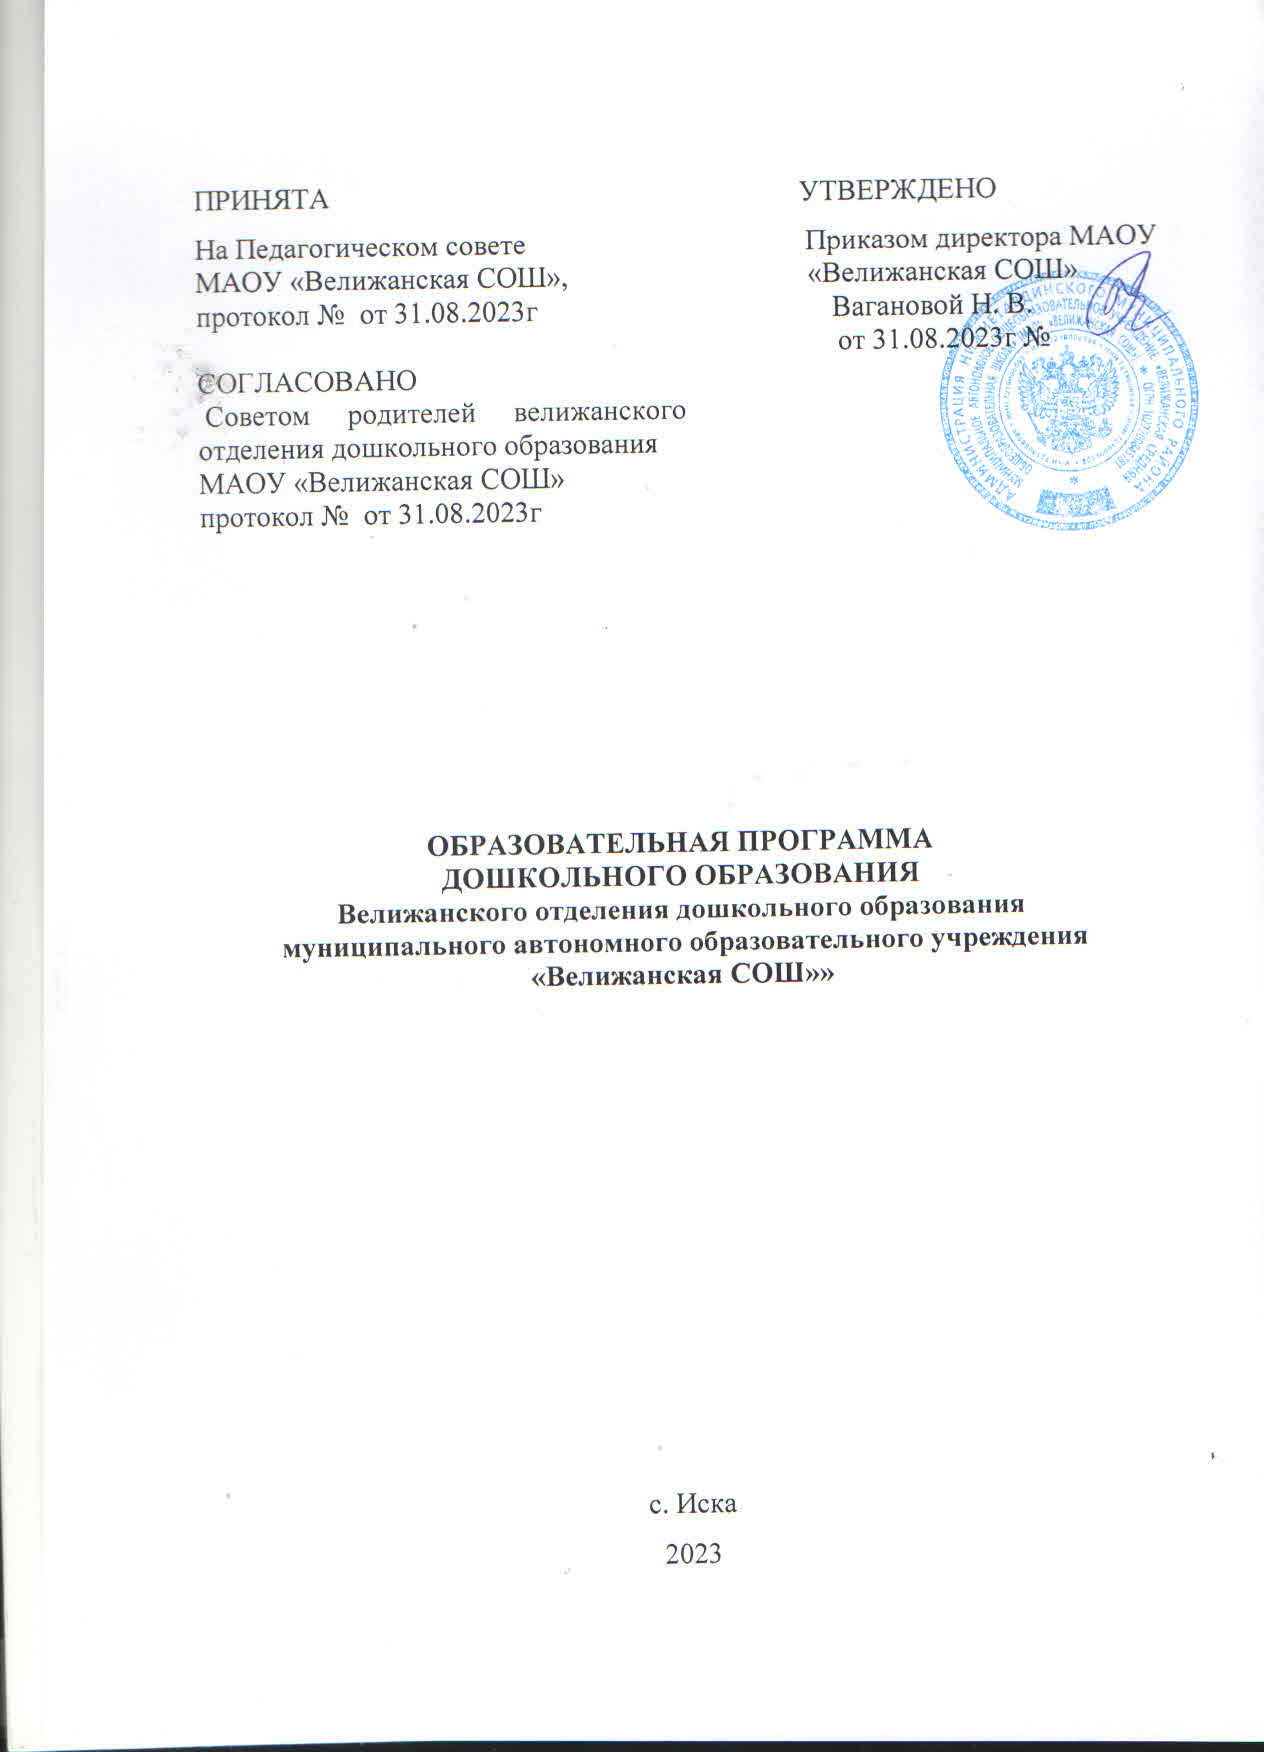 ПРИНЯТА
На Педагогическом совете
МАОУ «Велижанская СОШ»,
протокол № от 31.08.2023г
СОГЛАСОВАНО
Советом родителей велижанского
отделения дошкольного образования
МАОУ «Велижанская СОШ»
протокол № от 31.08.2023г
УТВЕРЖДЕНО
Приказом директора МАОУ
«Велижанская СОШ»
Вагановой Н. В.
от 31.08.2023г №
ОБРАЗОВАТЕЛЬНАЯ ПРОГРАММА
ДОШКОЛЬНОГО ОБРАЗОВАНИЯ
Велижанского отделения дошкольного образования
муниципального автономного образовательного учреждения
«Велижанская СОШ»»
с. Иска
2023